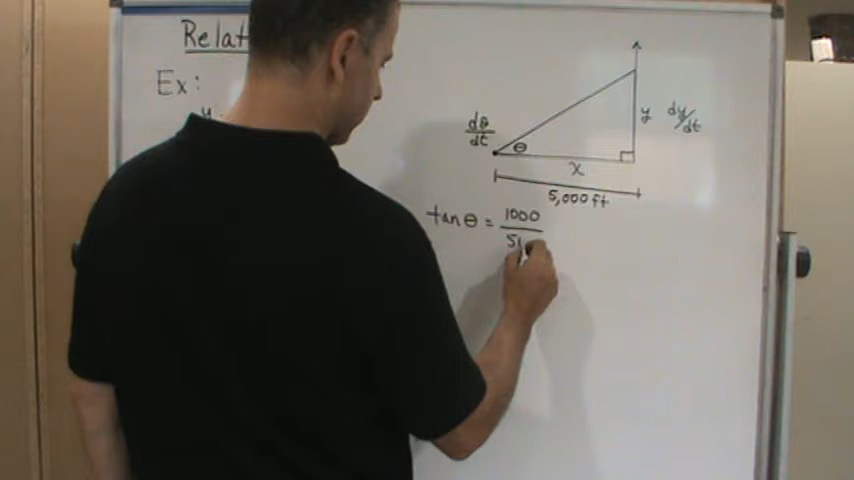 Relat
Ex:
y
dθ/dt
θ
y
dy/dt
x
5,000 ft
tan θ = 1000/5